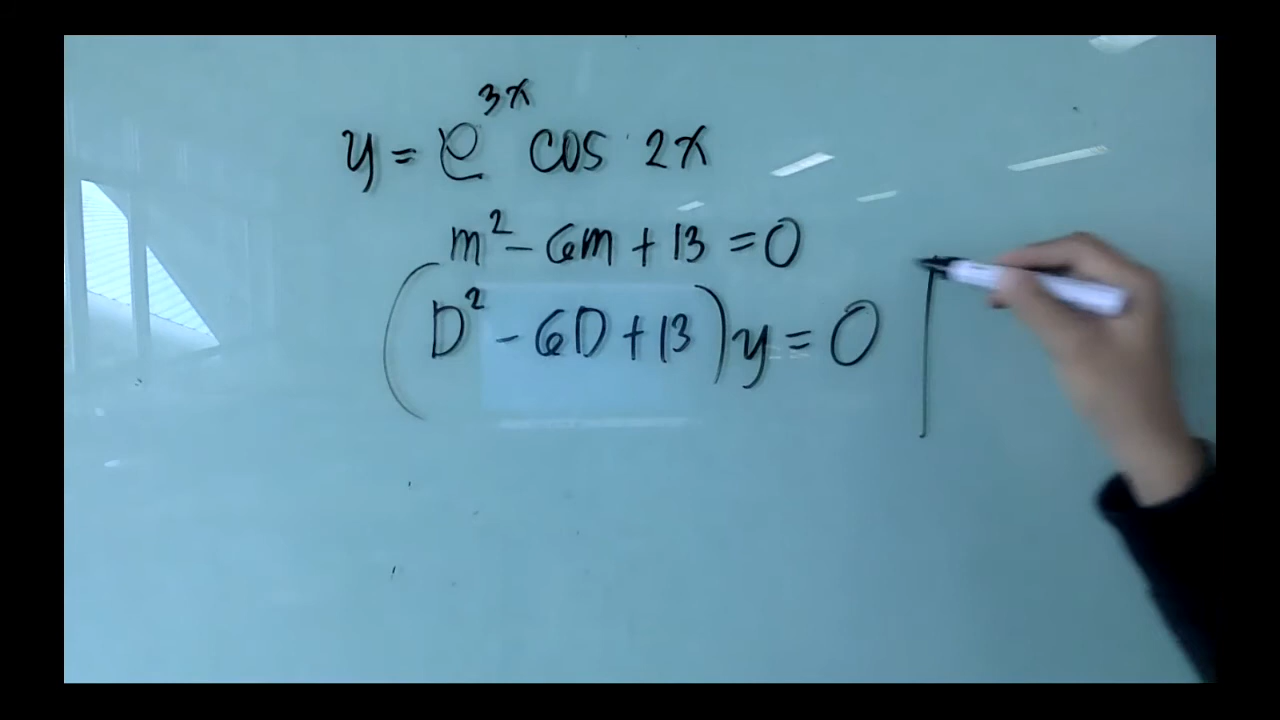 y = e^{3x} cos 2x
m² - 6m + 13 = 0
(D² - 6D + 13) y = 0